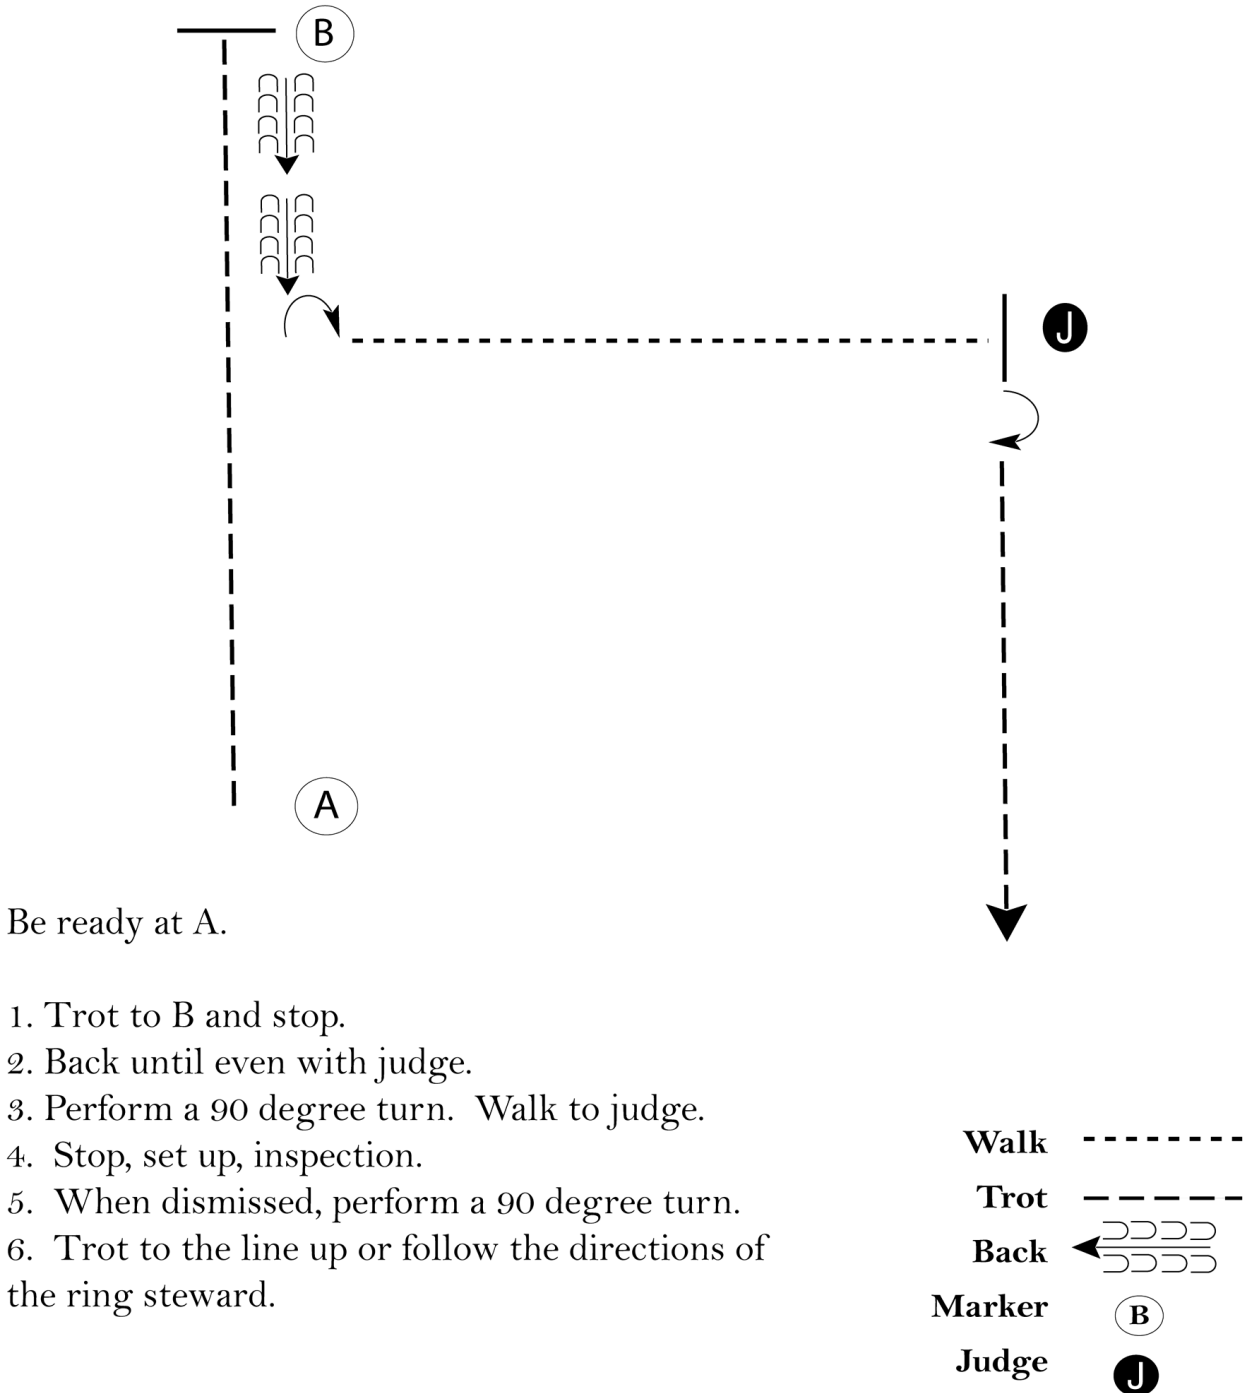 B
J
A
Be ready at A.
1. Trot to B and stop.
2. Back until even with judge.
3. Perform a 90 degree turn.  Walk to judge.
4.  Stop, set up, inspection.
5.  When dismissed, perform a 90 degree turn.
6.  Trot to the line up or follow the directions of
the ring steward.
Walk
Trot
Back
Marker B
Judge J